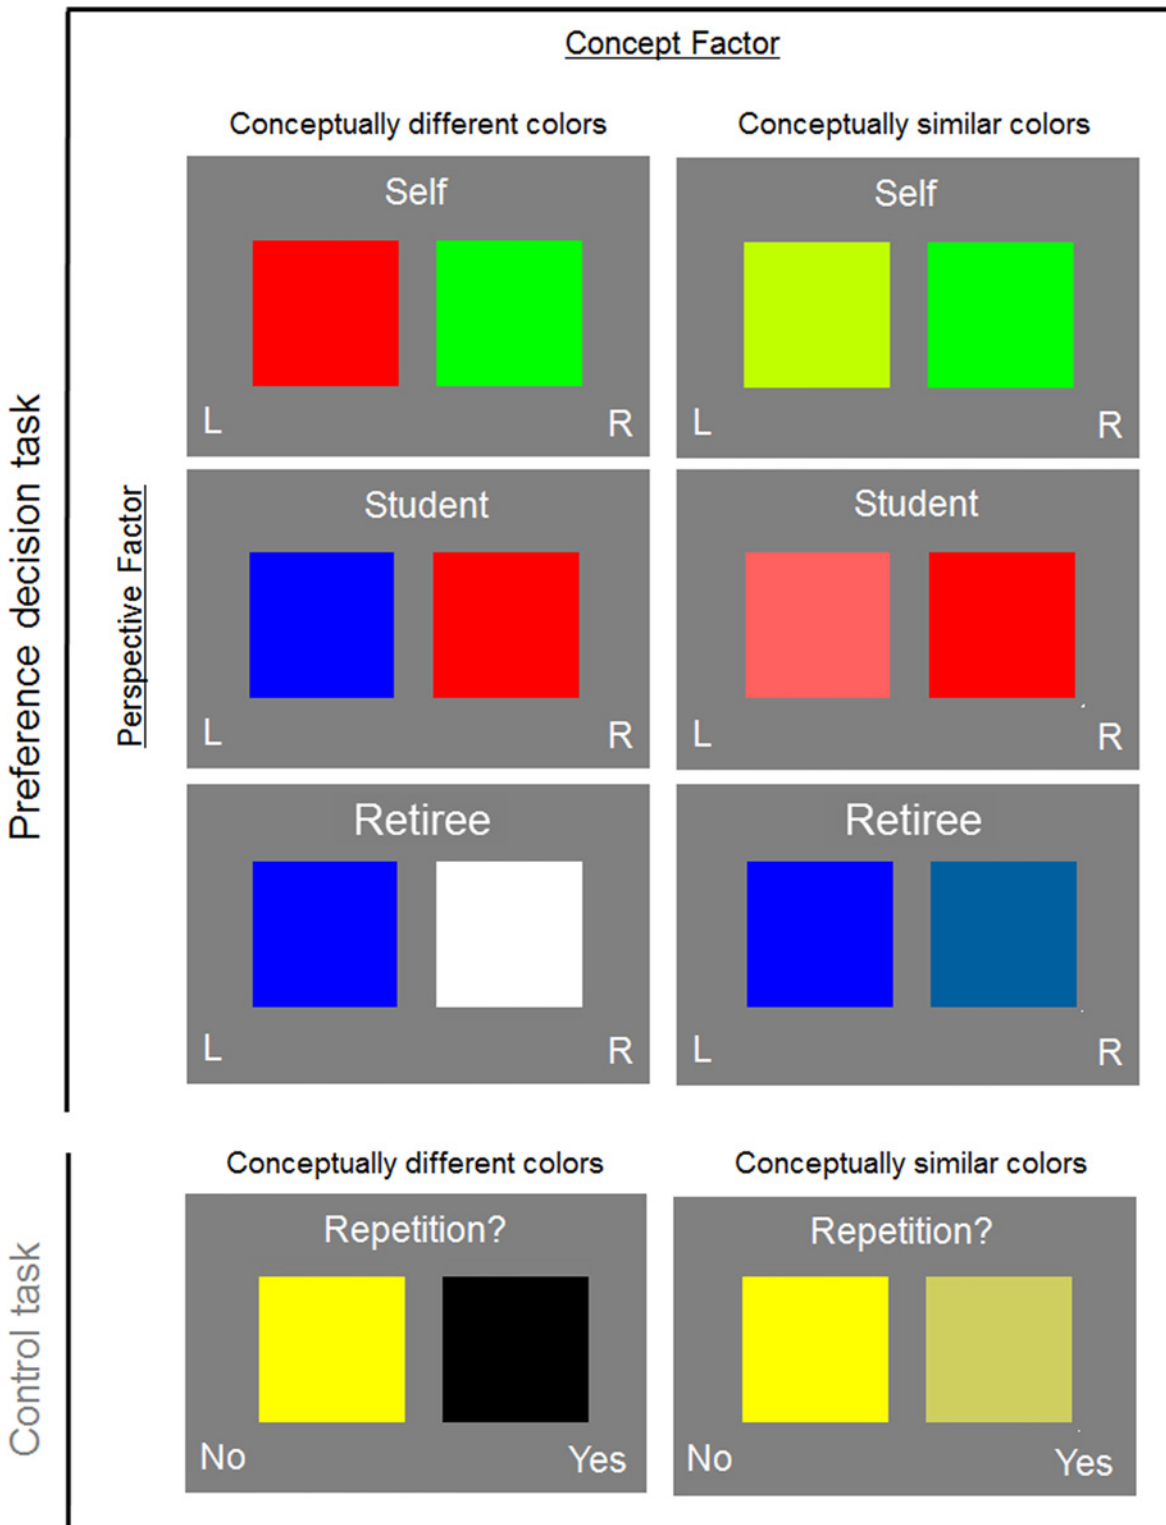 Concept Factor
Conceptually different colors
Conceptually similar colors
Preference decision task
Perspective Factor
Self
L
R
Self
L
R
Student
L
R
Student
L
R
Retiree
L
R
Retiree
L
R
Control task
Conceptually different colors
Conceptually similar colors
Repetition?
No
Yes
Repetition?
No
Yes